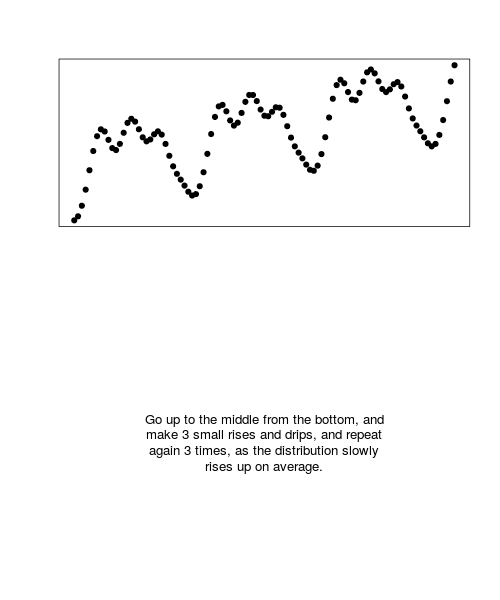 Go up to the middle from the bottom, and
make 3 small rises and drips, and repeat
again 3 times, as the distribution slowly
rises up on average.